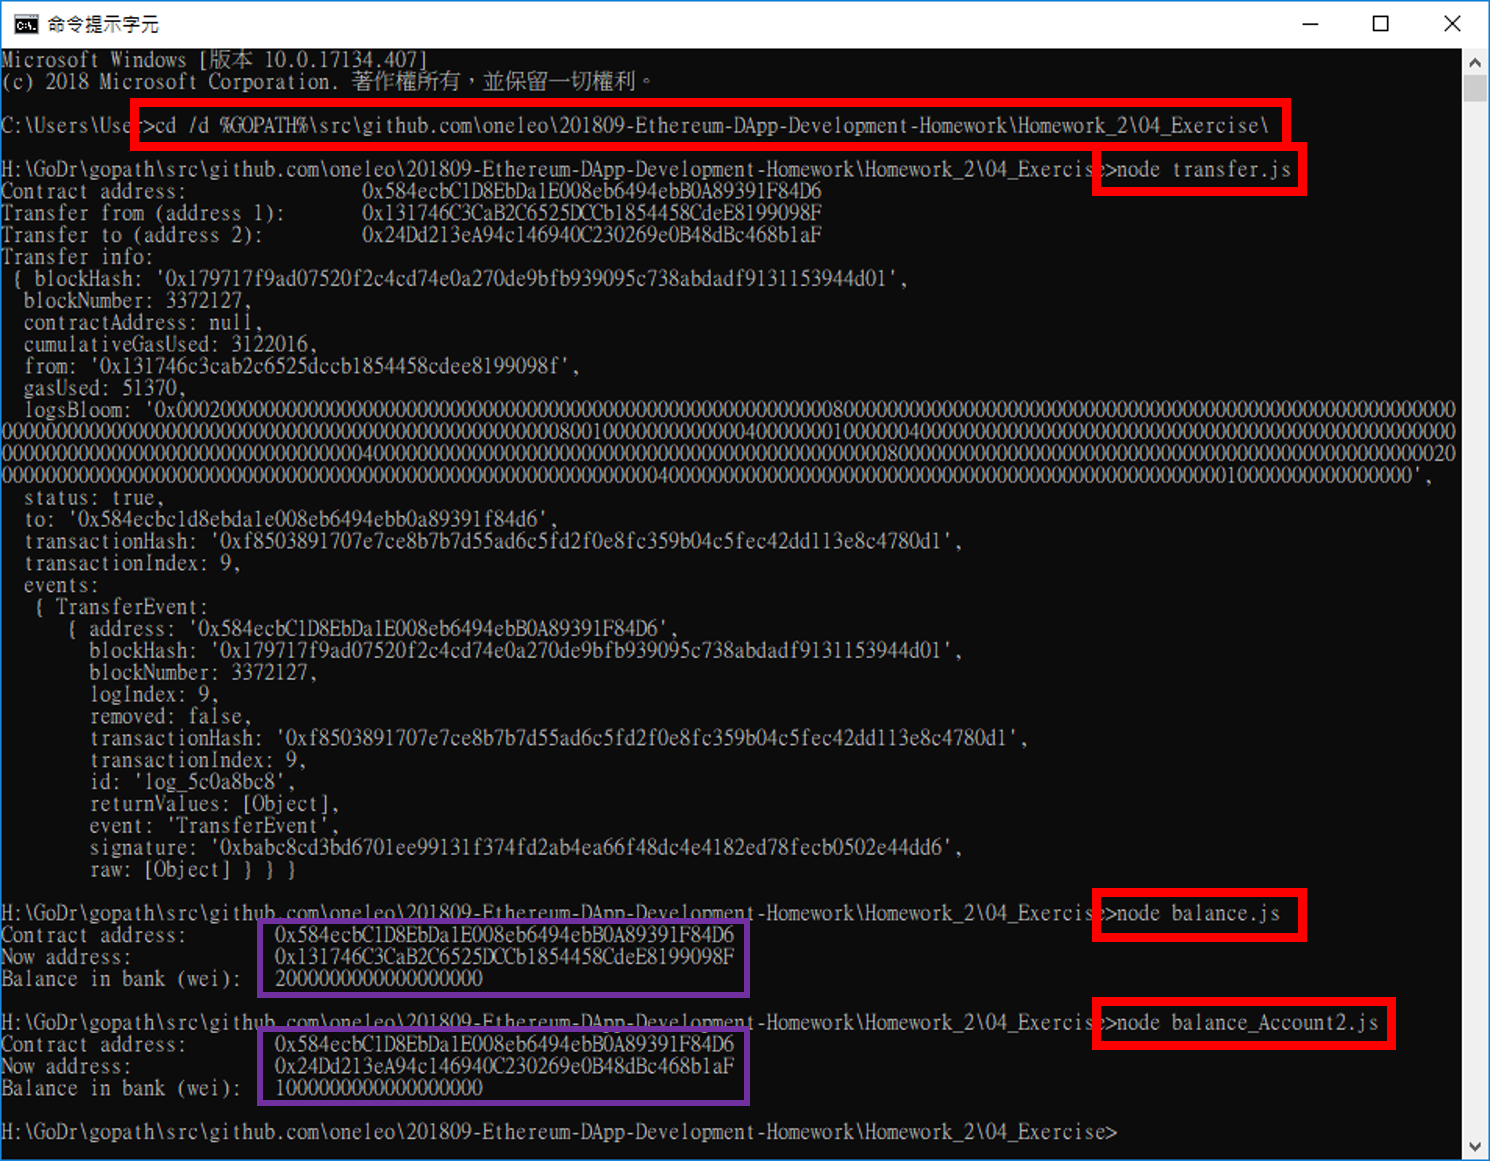 命令提示字元
Microsoft Windows [版本 10.0.17134.407]
(c) 2018 Microsoft Corporation. 著作權所有，並保留一切權利。
C:\Users\User>cd /d %GOPATH%\src\github.com\oneleo\201809-Ethereum-DApp-Development-Homework\Homework_2\04_Exercise\
H:\GoDr\gopath\src\github.com\oneleo\201809-Ethereum-DApp-Development-Homework\Homework_2\04_Exercise>node transfer.js
Contract address: 0x584ecbC1D8EbDa1E008eb6494ebB0A89391F84D6
Transfer from (address 1): 0x131746C3CaB2C6525DCCb1854458CdeE8199098F
Transfer to (address 2): 0x24Dd213eA94c146940C230269e0B48dBc468b1aF
Transfer info:
{ blockHash: '0x179717f9ad07520f2c4cd74e0a270de9bfb939095c738abdadf9131153944d01',
blockNumber: 3372127,
contractAddress: null,
cumulativeGasUsed: 3122016,
from: '0x131746c3cab2c6525dccb1854458cdee8199098f',
gasUsed: 51370,
logsBloom: '0x000200000000000000000000000000000000000000000000000000000000800000000000000000000000000000000000000000000000000000000
0000000000000000000000000000000000000000000000000008001000000000000040000000100000040000000000000000000000000000000000000000000000000
0000000000000000000000000000000004000000000000000000000000000000000000000000000008000000000000000000000000000000000000000000000000020
000000000000000000000000000000000000000000000000000000000000400000000000000000000000000000000000000000000000000010000000000000000',
status: true,
to: '0x584ecbc1d8ebda1e008eb6494ebb0a89391f84d6',
transactionHash: '0xf8503891707e7ce8b7b7d55ad6c5fd2f0e8fc359b04c5fec42dd113e8c4780d1',
transactionIndex: 9,
events:
{ TransferEvent:
{ address: '0x584ecbC1D8EbDa1E008eb6494ebB0A89391F84D6',
blockHash: '0x179717f9ad07520f2c4cd74e0a270de9bfb939095c738abdadf9131153944d01',
blockNumber: 3372127,
logIndex: 9,
removed: false,
transactionHash: '0xf8503891707e7ce8b7b7d55ad6c5fd2f0e8fc359b04c5fec42dd113e8c4780d1',
transactionIndex: 9,
id: 'log_5c0a8bc8',
returnValues: [Object],
event: 'TransferEvent',
signature: '0xbabc8cd3bd6701ee99131f374fd2ab4ea66f48dc4e4182ed78fecb0502e44dd6',
raw: [Object] } } }
H:\GoDr\gopath\src\github.com\oneleo\201809-Ethereum-DApp-Development-Homework\Homework_2\04_Exercise>node balance.js
Contract address: 0x584ecbC1D8EbDa1E008eb6494ebB0A89391F84D6
Now address: 0x131746C3CaB2C6525DCCb1854458CdeE8199098F
Balance in bank (wei): 2000000000000000000
H:\GoDr\gopath\src\github.com\oneleo\201809-Ethereum-DApp-Development-Homework\Homework_2\04_Exercise>node balance_Account2.js
Contract address: 0x584ecbC1D8EbDa1E008eb6494ebB0A89391F84D6
Now address: 0x24Dd213eA94c146940C230269e0B48dBc468b1aF
Balance in bank (wei): 1000000000000000000
H:\GoDr\gopath\src\github.com\oneleo\201809-Ethereum-DApp-Development-Homework\Homework_2\04_Exercise>